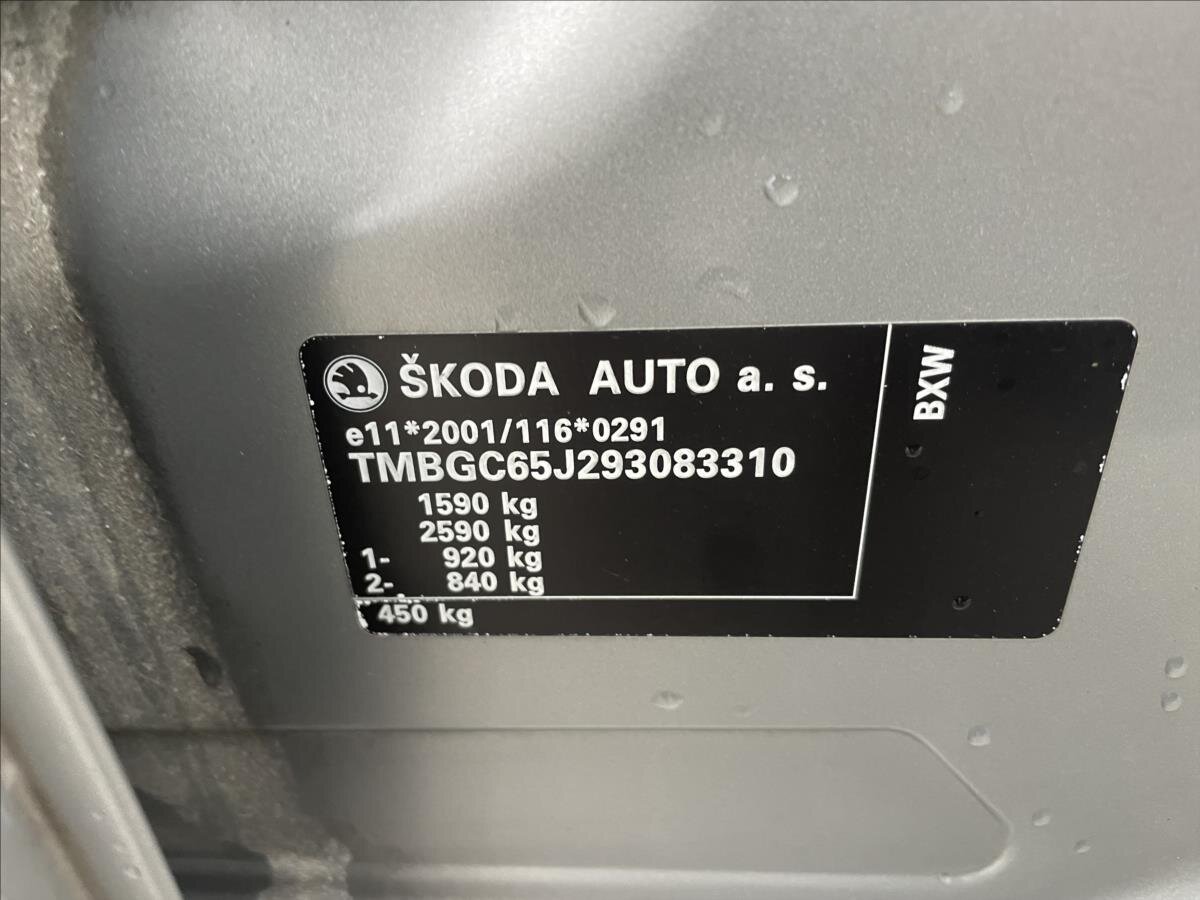 ŠKODA AUTO a. s.
e11*2001/116*0291
TMBGC65J293083310
1590 kg
2590 kg
1- 920 kg
2- 840 kg
450 kg
BXW